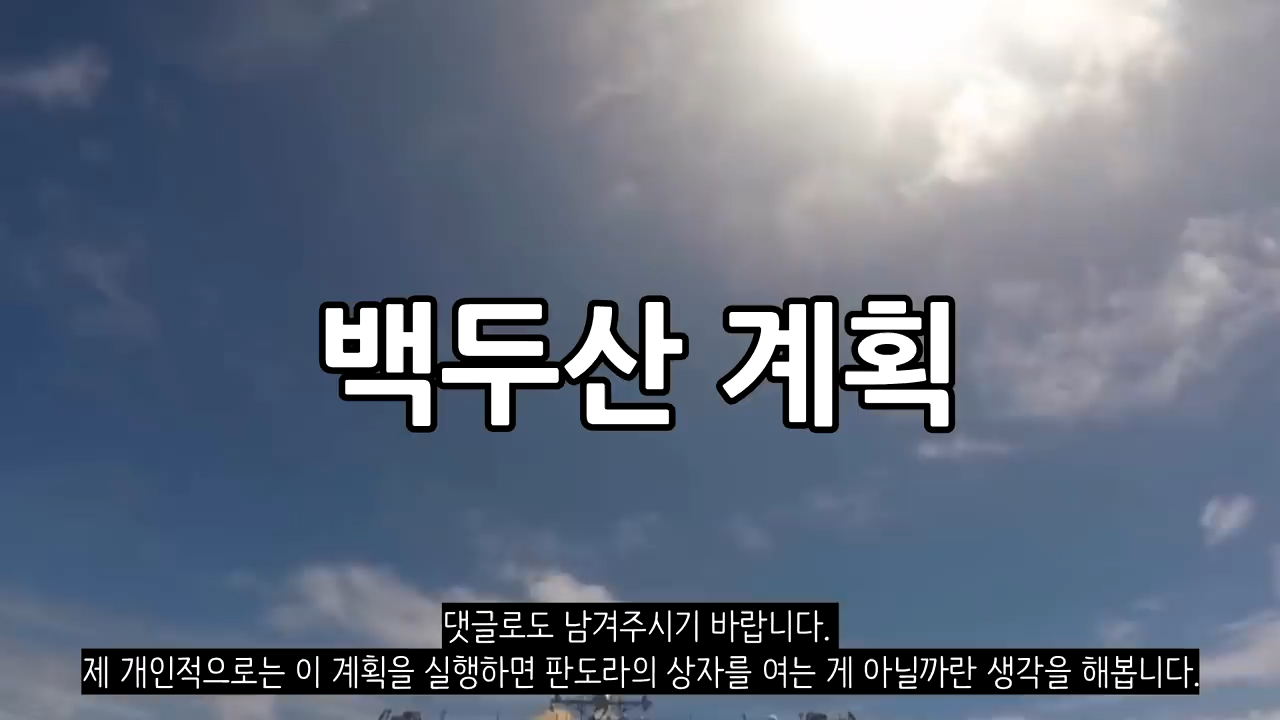 백두산 계획
댓글로도 남겨주시기 바랍니다.
제 개인적으로는 이 계획을 실행하면 판도라의 상자를 여는 게 아닐까란 생각을 해봅니다.